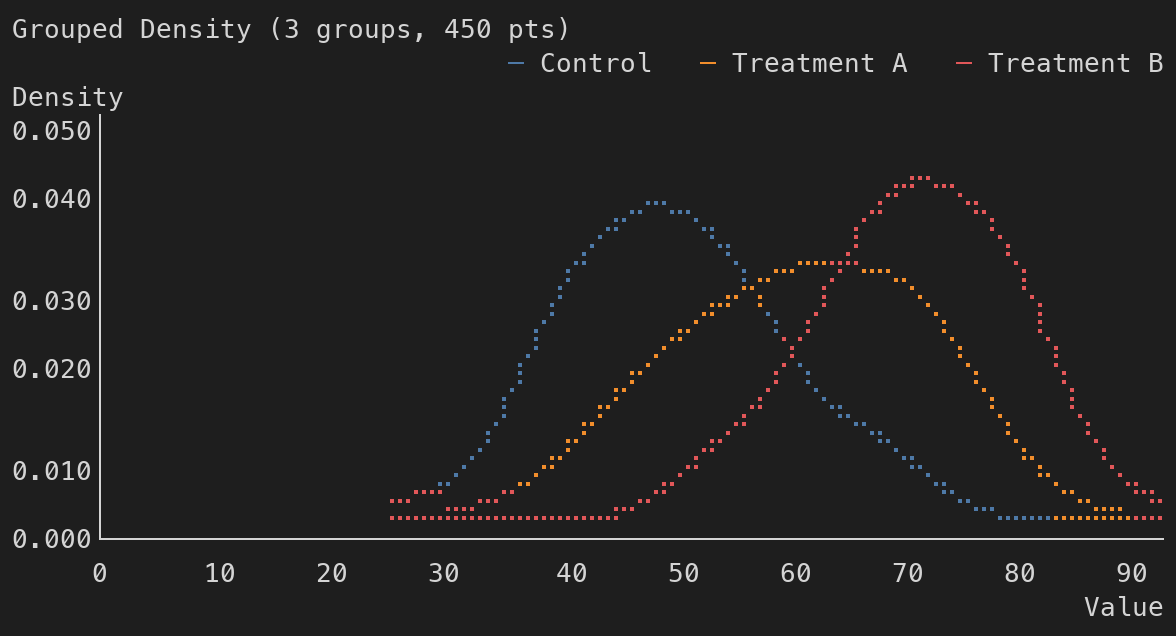 Grouped Density (3 groups, 450 pts)
Control Treatment A Treatment B
Density
0.050
0.040
0.030
0.020
0.010
0.000
0 10 20 30 40 50 60 70 80 90
Value